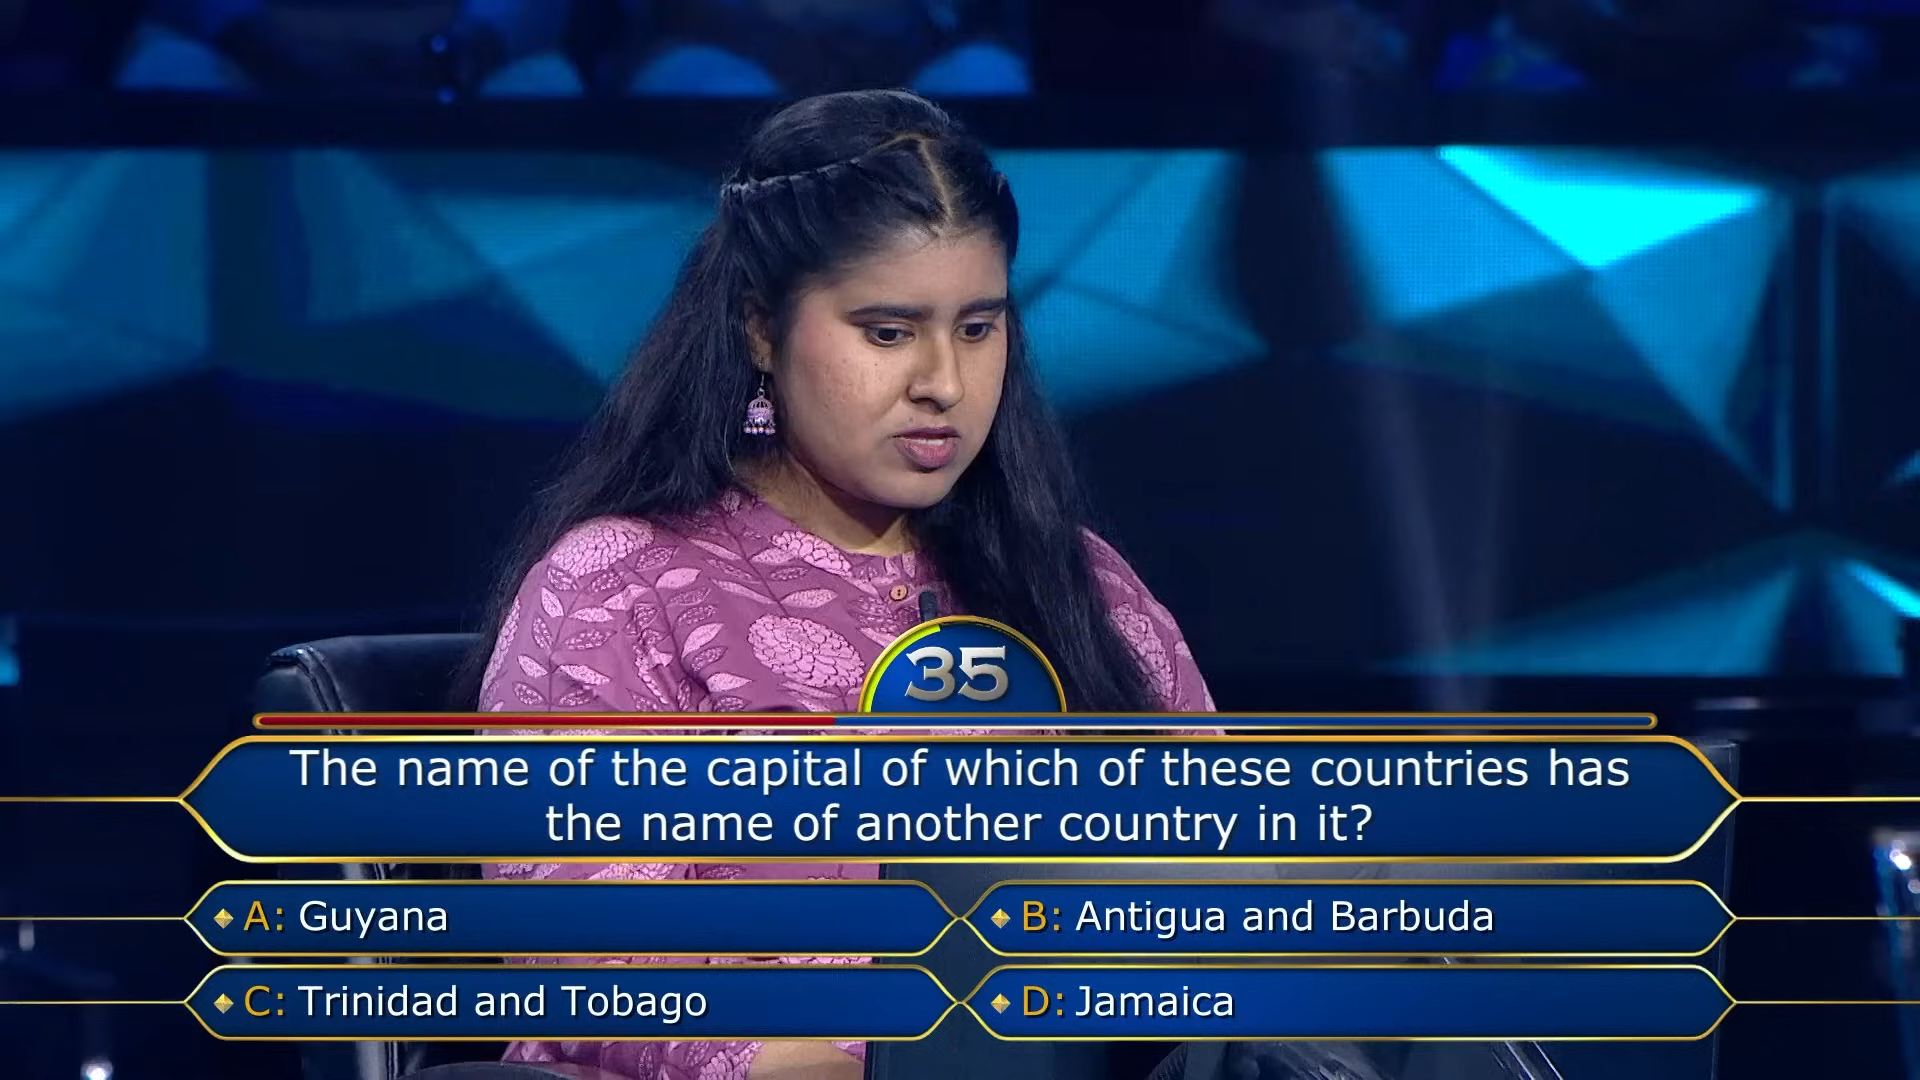 35
The name of the capital of which of these countries has
the name of another country in it?
A: Guyana
B: Antigua and Barbuda
C: Trinidad and Tobago
D: Jamaica